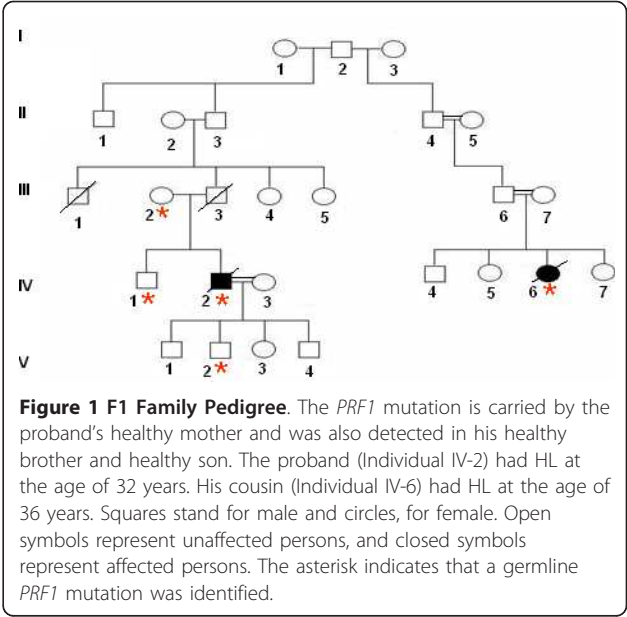 I
1 2 3
II
1 2 3 4 5
III
1 2* 3 4 5 6 7
IV
1* 2* 3 4 5 6* 7
V
1 2* 3 4
Figure 1 F1 Family Pedigree. The PRF1 mutation is carried by the
proband's healthy mother and was also detected in his healthy
brother and healthy son. The proband (Individual IV-2) had HL at
the age of 32 years. His cousin (Individual IV-6) had HL at the age of
36 years. Squares stand for male and circles, for female. Open
symbols represent unaffected persons, and closed symbols
represent affected persons. The asterisk indicates that a germline
PRF1 mutation was identified.